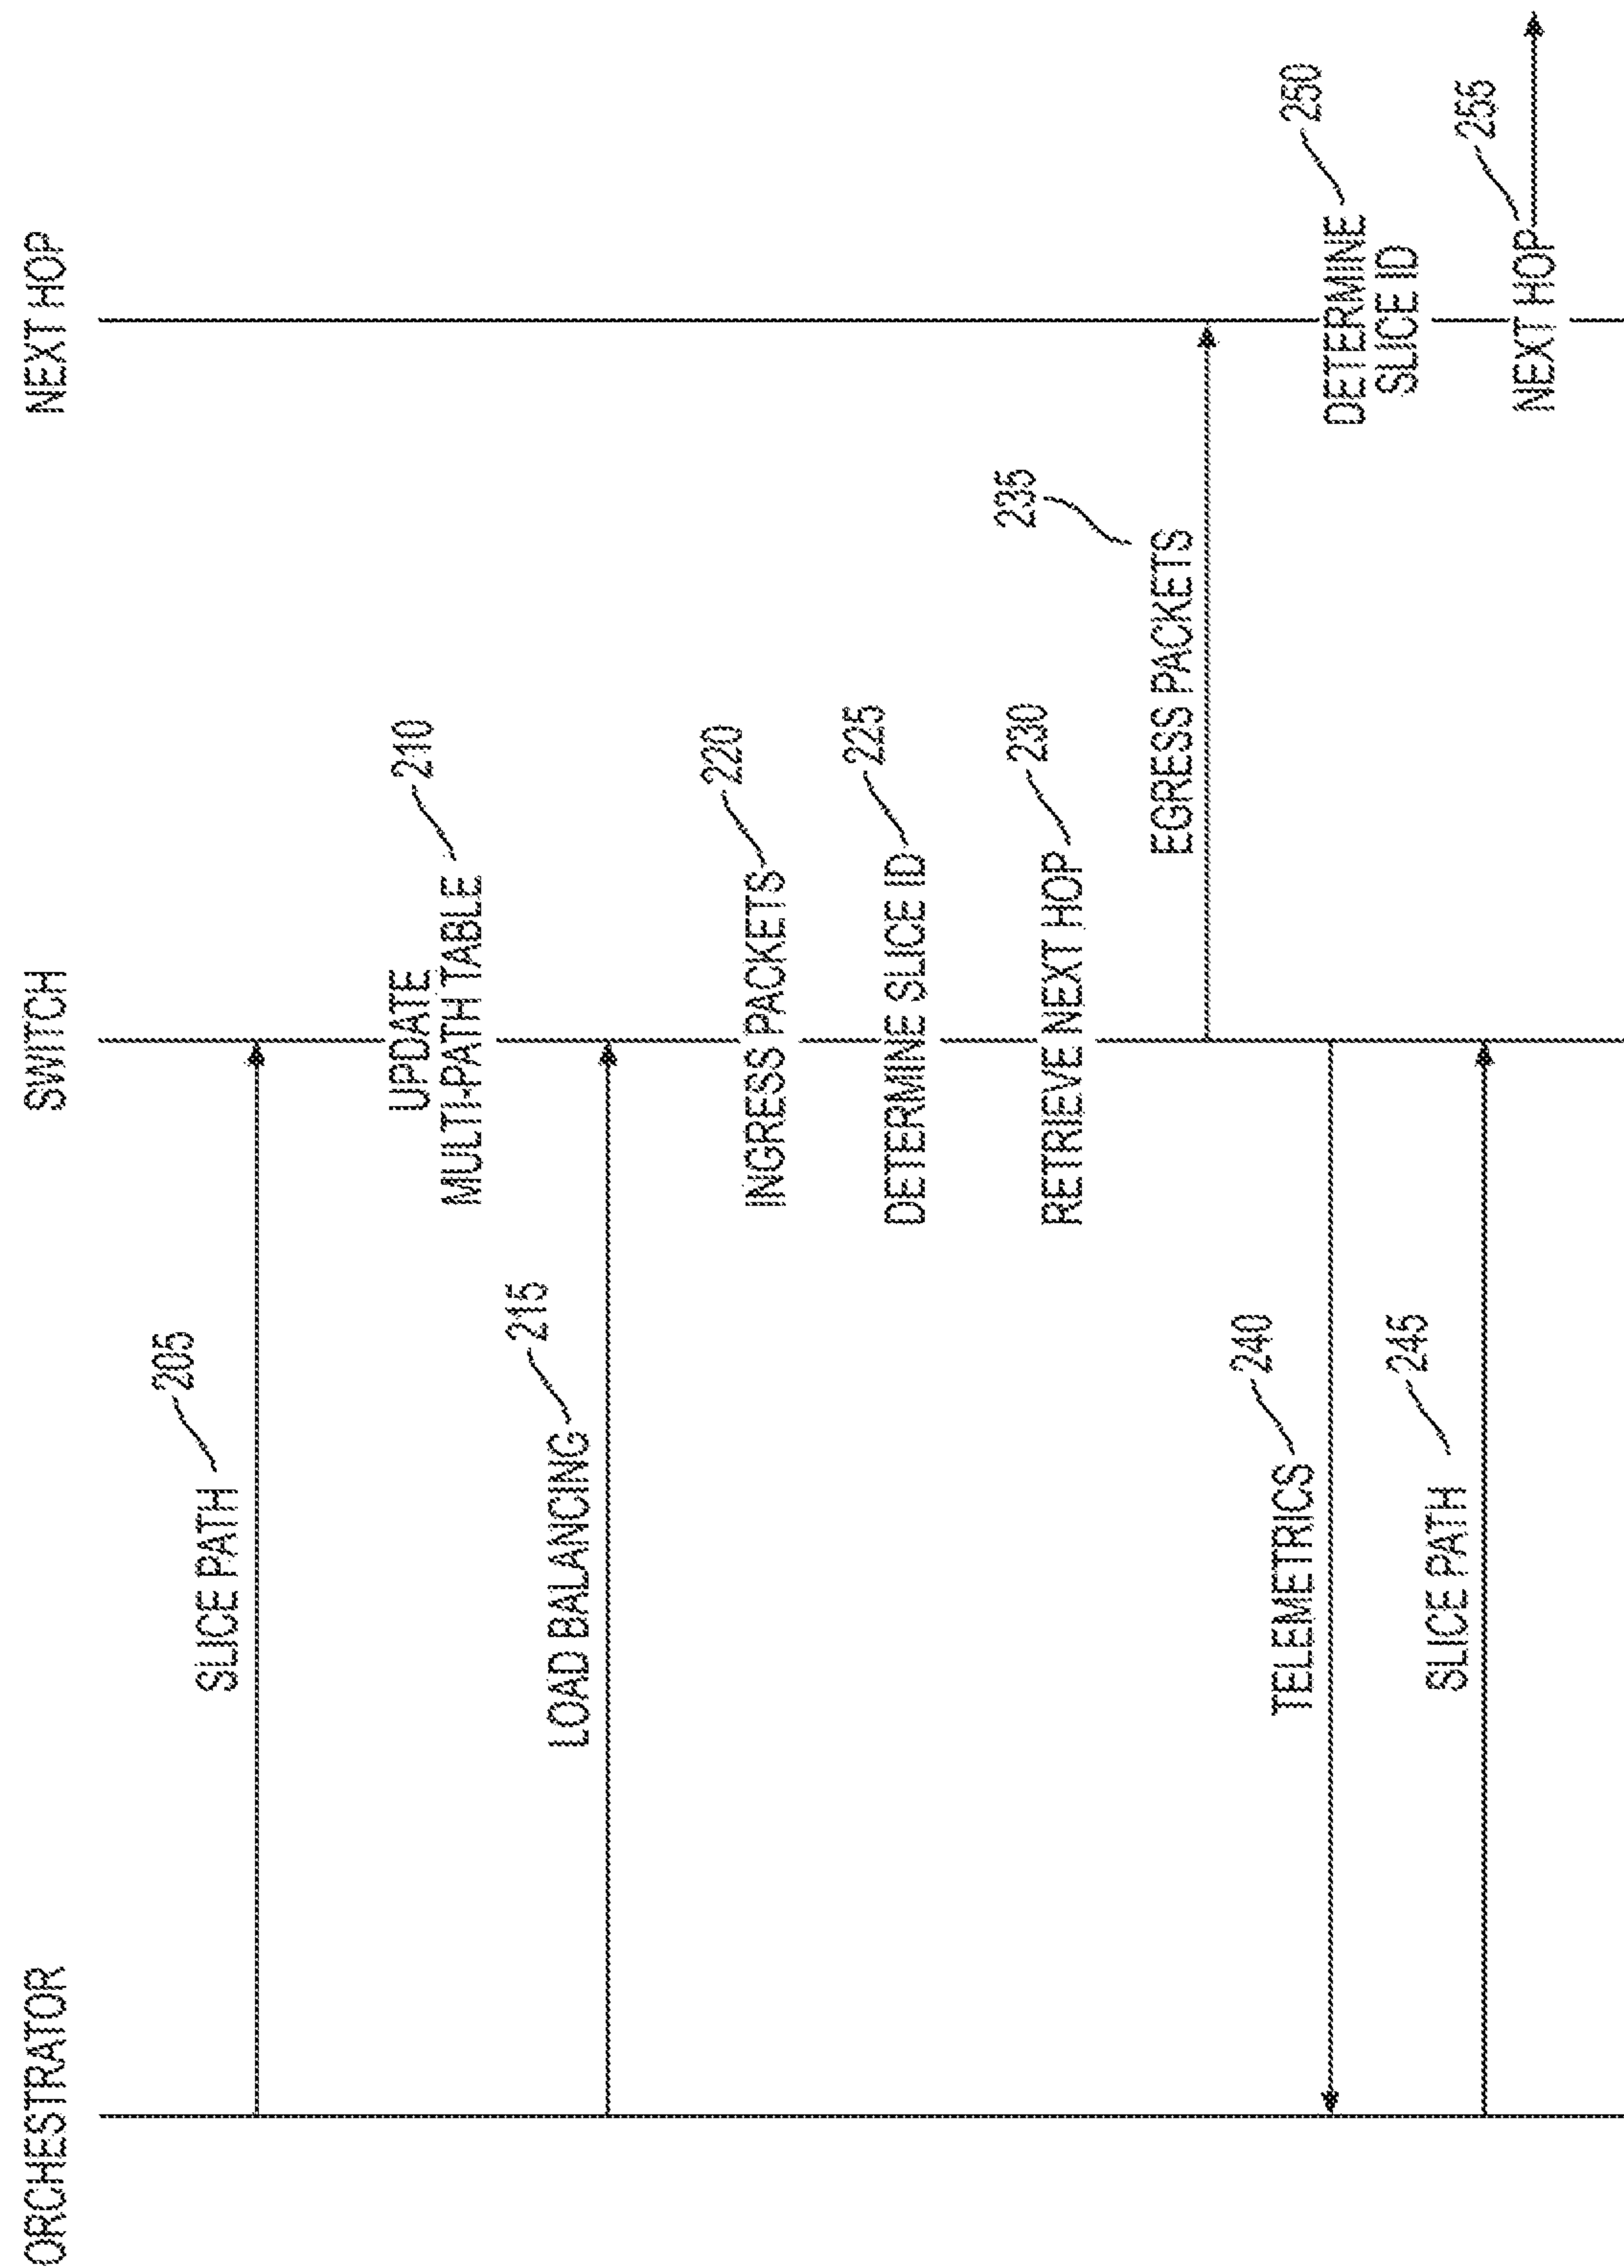 ORCHESTRATOR
SWITCH
NEXT HOP
SLICE PATH
205
UPDATE
MULTI-PATH TABLE
210
LOAD BALANCING
215
INGRESS PACKETS
220
DETERMINE SLICE ID
225
RETRIEVE NEXT HOP
230
EGRESS PACKETS
235
TELEMETRICS
240
DETERMINE
SLICE ID
250
SLICE PATH
245
NEXT HOP
255